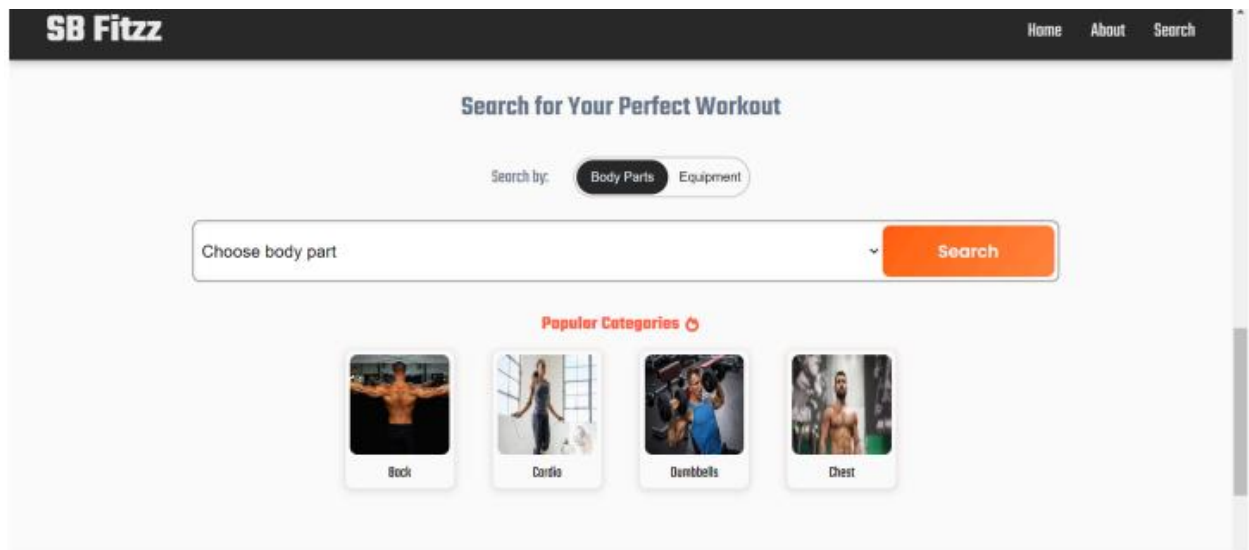 SB Fitzz
Home About Search
Search for Your Perfect Workout
Search by: Body Parts Equipment
Choose body part Search
Popular Categories
Back Cardio Dumbbells Chest